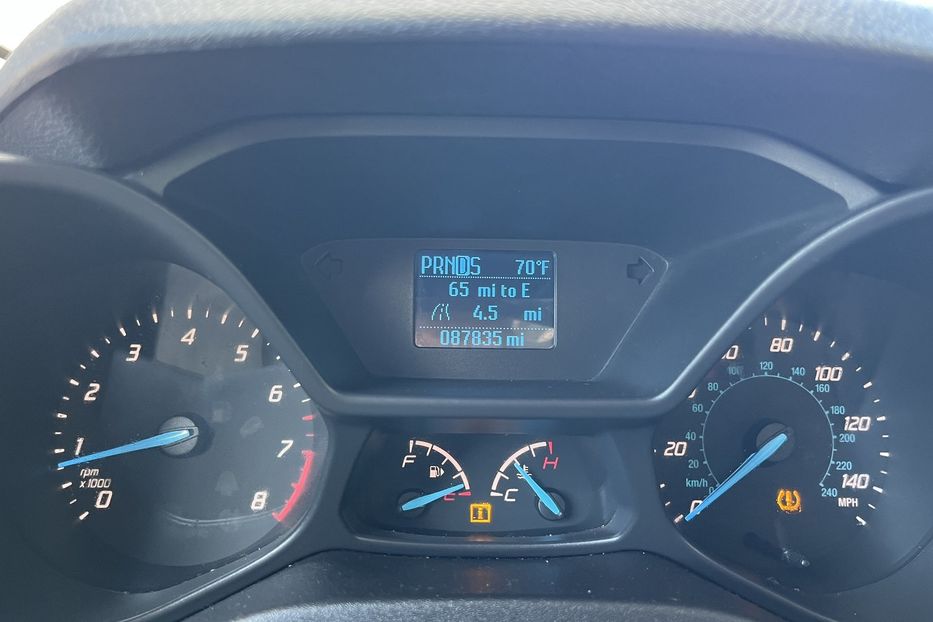 PRNDS 70°F
65 mi to E
4.5 mi
087835 mi
0 1 2 3 4 5 6 7 8
rpm
x1000
F
E
H
C
0 20 80 100 120 140
MPH
0 20 40 60 80 100 120 140 160 180 200 220 240
km/h